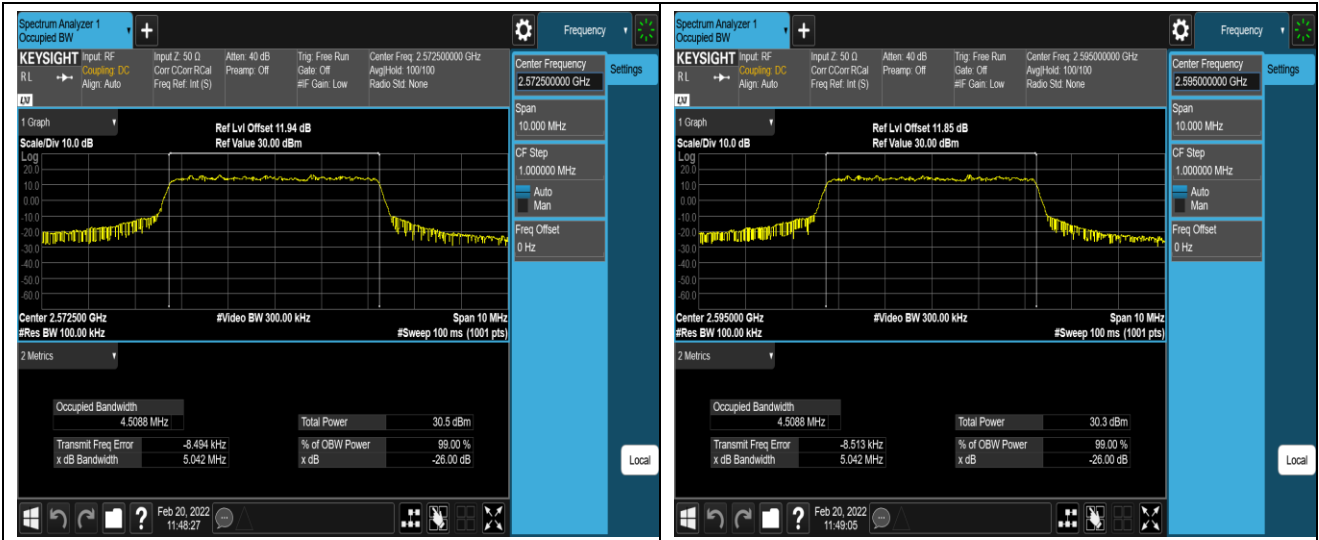 Spectrum Analyzer 1
Occupied BW
+
Frequency
KEYSIGHT Input: RF Input Z: 50 Ω Atten: 40 dB Trig: Free Run Center Freq: 2.572500000 GHz
RL Coupling: DC Corr CCorr RCal Preamp: Off Gate: Off Avg|Hold: 100/100
Align: Auto Freq Ref: Int (S) #IF Gain: Low Radio Std: None
LXI
Center Frequency
2.572500000 GHz
Settings
Span
10.000 MHz
CF Step
1.000000 MHz
Auto
Man
Freq Offset
0 Hz
1 Graph
Ref Lvl Offset 11.94 dB
Scale/Div 10.0 dB Ref Value 30.00 dBm
Log
20.0
10.0
0.00
-10.0
-20.0
-30.0
-40.0
-50.0
-60.0
Center 2.572500 GHz #Video BW 300.00 kHz Span 10 MHz
#Res BW 100.00 kHz #Sweep 100 ms (1001 pts)
2 Metrics
Occupied Bandwidth
4.5088 MHz Total Power 30.5 dBm
Transmit Freq Error -8.494 kHz % of OBW Power 99.00 %
x dB Bandwidth 5.042 MHz x dB -26.00 dB
Local
?
Feb 20, 2022
11:48:27
Spectrum Analyzer 1
Occupied BW
+
Frequency
KEYSIGHT Input: RF Input Z: 50 Ω Atten: 40 dB Trig: Free Run Center Freq: 2.595000000 GHz
RL Coupling: DC Corr CCorr RCal Preamp: Off Gate: Off Avg|Hold: 100/100
Align: Auto Freq Ref: Int (S) #IF Gain: Low Radio Std: None
LXI
Center Frequency
2.595000000 GHz
Settings
Span
10.000 MHz
CF Step
1.000000 MHz
Auto
Man
Freq Offset
0 Hz
1 Graph
Ref Lvl Offset 11.85 dB
Scale/Div 10.0 dB Ref Value 30.00 dBm
Log
20.0
10.0
0.00
-10.0
-20.0
-30.0
-40.0
-50.0
-60.0
Center 2.595000 GHz #Video BW 300.00 kHz Span 10 MHz
#Res BW 100.00 kHz #Sweep 100 ms (1001 pts)
2 Metrics
Occupied Bandwidth
4.5088 MHz Total Power 30.3 dBm
Transmit Freq Error -8.513 kHz % of OBW Power 99.00 %
x dB Bandwidth 5.042 MHz x dB -26.00 dB
Local
?
Feb 20, 2022
11:49:05